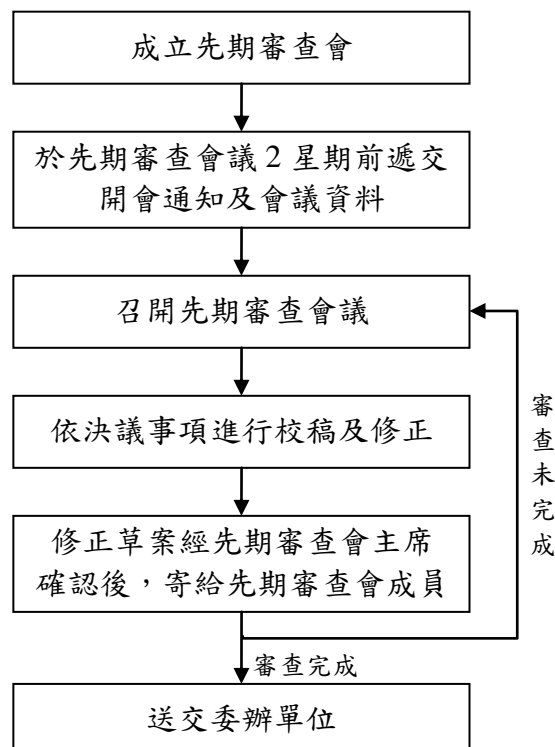 成立先期審查會
於先期審查會議 2 星期前遞交
開會通知及會議資料
召開先期審查會議
依決議事項進行校稿及修正
修正草案經先期審查會主席
確認後，寄給先期審查會成員
審查未完成
審查完成
送交委辦單位